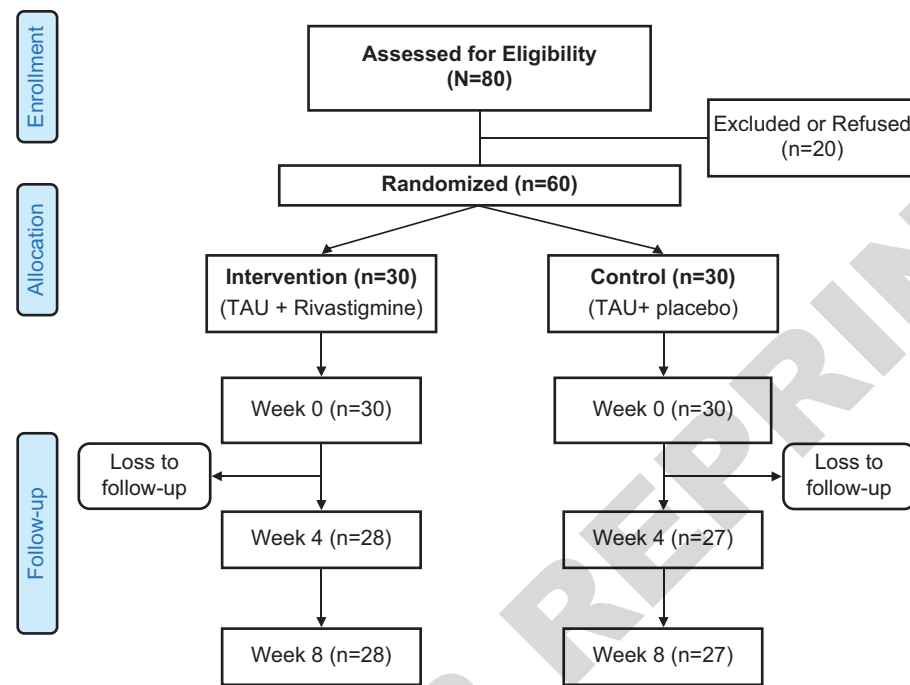 Enrollment
Assessed for Eligibility
(N=80)
Excluded or Refused
(n=20)
Randomized (n=60)
Allocation
Intervention (n=30)
(TAU + Rivastigmine)
Control (n=30)
(TAU+ placebo)
Week 0 (n=30)
Week 0 (n=30)
Follow-up
Loss to
follow-up
Loss to
follow-up
Week 4 (n=28)
Week 4 (n=27)
Week 8 (n=28)
Week 8 (n=27)
REPRIN